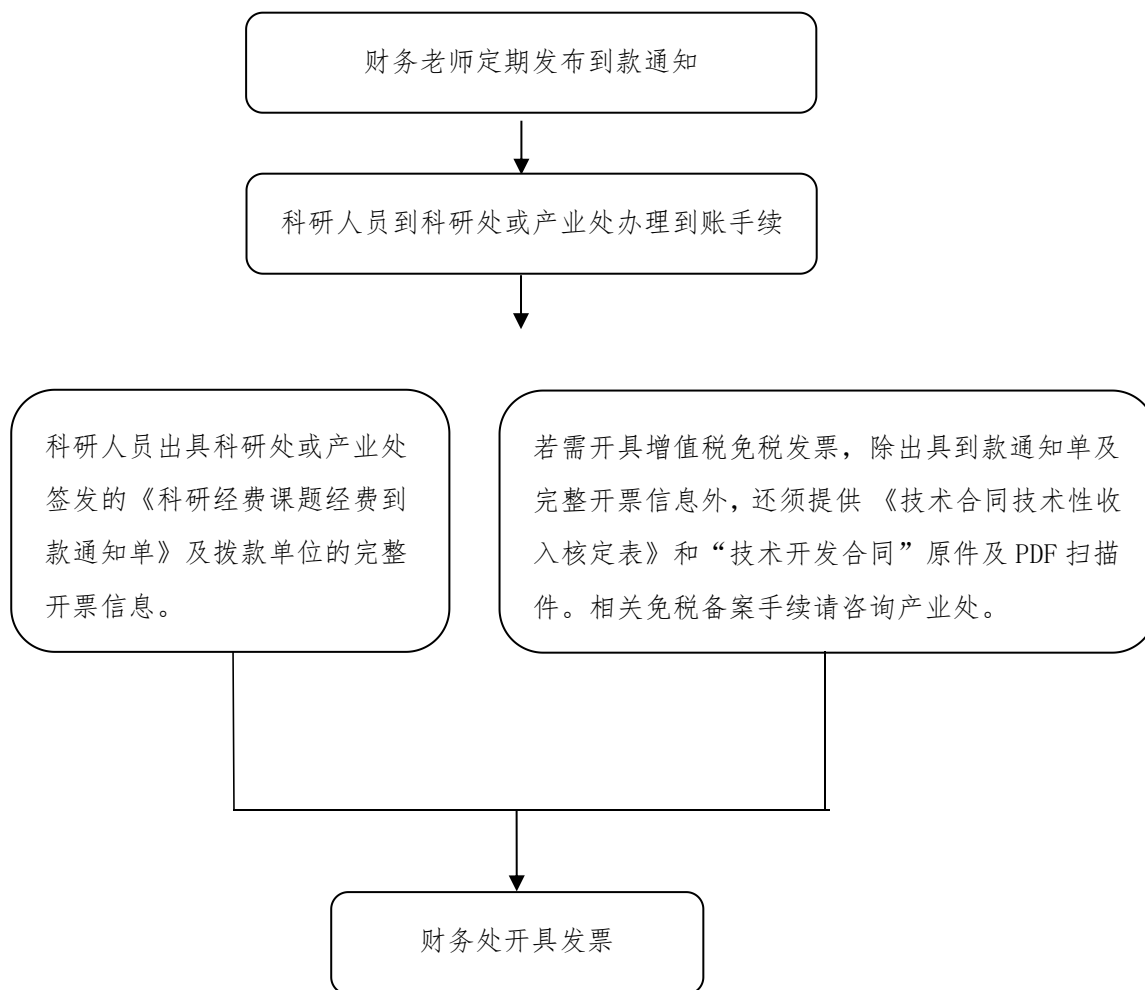 财务老师定期发布到款通知
科研人员到科研处或产业处办理到账手续
科研人员出具科研处或产业处
签发的《科研经费课题经费到
款通知单》及拨款单位的完整
开票信息。
若需开具增值税免税发票，除出具到款通知单及
完整开票信息外，还须提供 《技术合同技术性收
入核定表》和“技术开发合同”原件及 PDF 扫描
件。相关免税备案手续请咨询产业处。
财务处开具发票